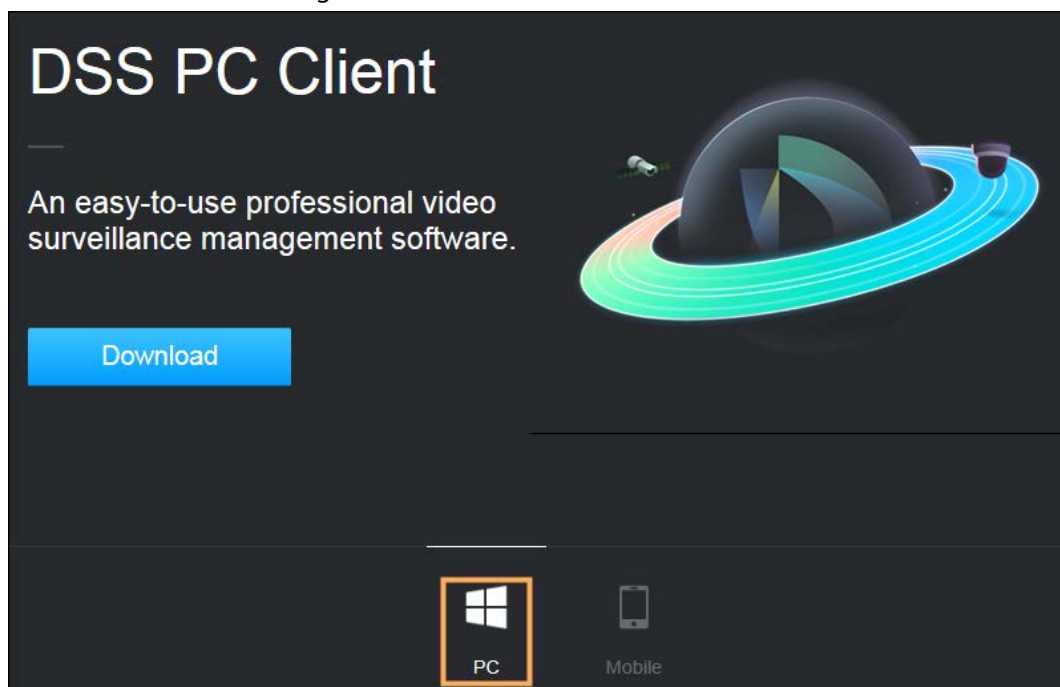 DSS PC Client
An easy-to-use professional video
surveillance management software.
Download
PC
Mobile